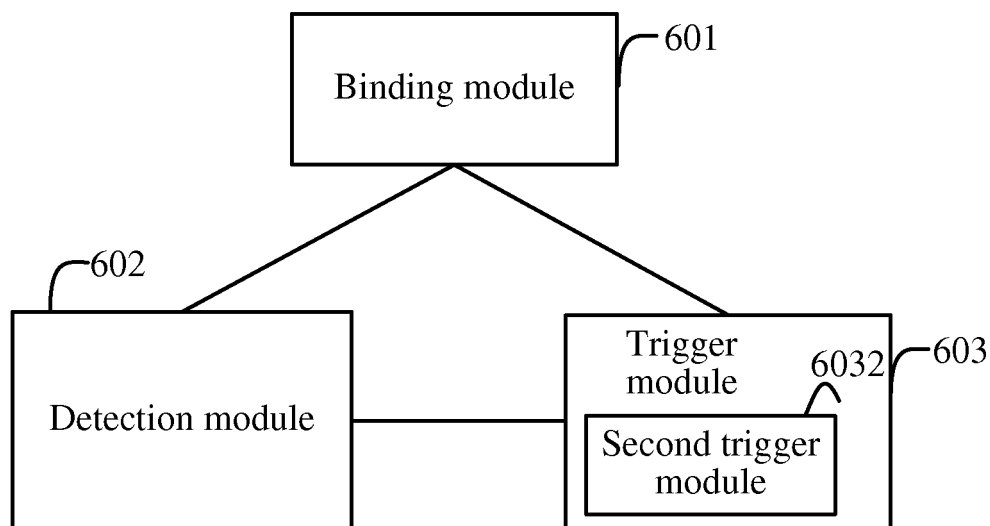 601
Binding module
602
Trigger
module
603
6032
Detection module
Second trigger
module